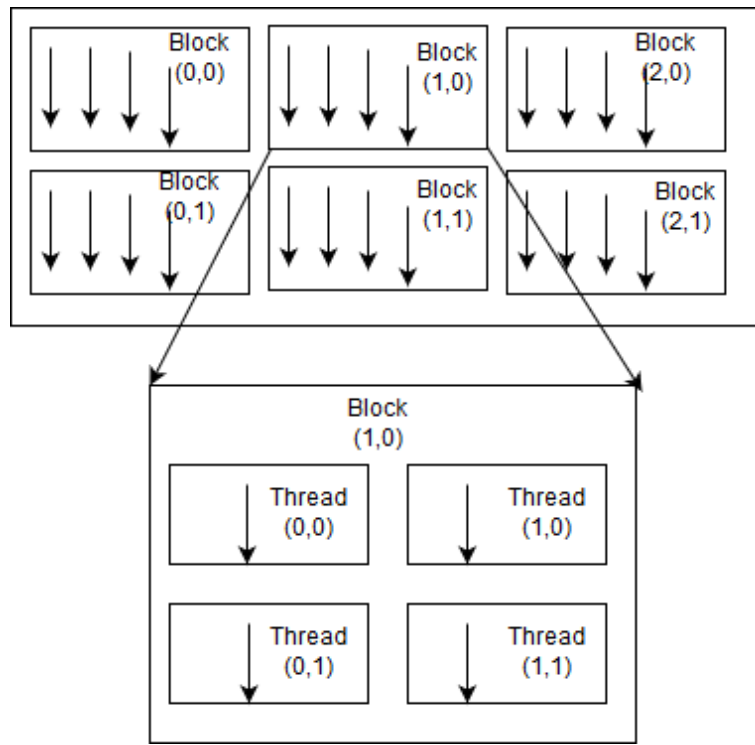 Block
(0,0)
Block
(1,0)
Block
(2,0)
Block
(0,1)
Block
(1,1)
Block
(2,1)
Block
(1,0)
Thread
(0,0)
Thread
(1,0)
Thread
(0,1)
Thread
(1,1)